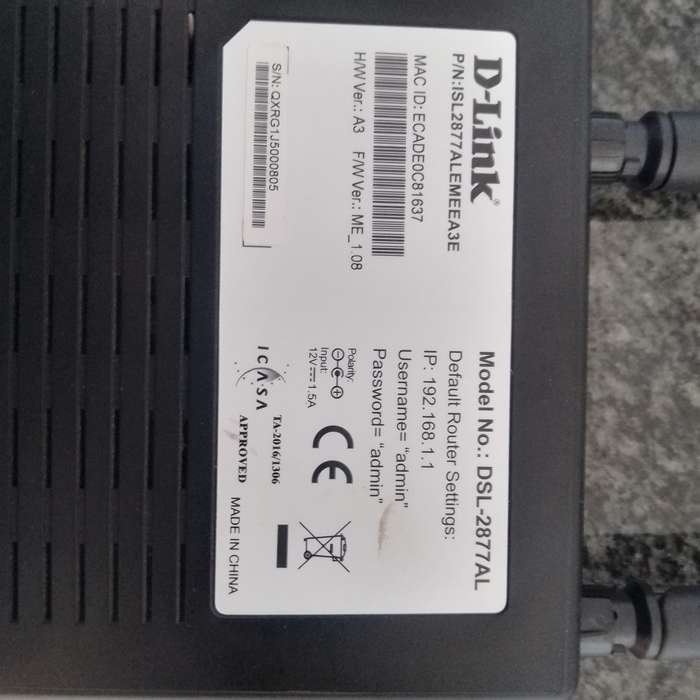 D-Link®
P/N:ISL2877ALEMEEA3E
MAC ID: ECADE0C81637
H/W Ver.: A3 F/W Ver.: ME_1.08
S/N: QXRG1J5000805
Model No.: DSL-2877AL
Default Router Settings:
IP: 192.168.1.1
Username= "admin"
Password= "admin"
Polarity:
Input:
12V⎓1.5A
CE
ICASA
TA-2016/1306
APPROVED
MADE IN CHINA